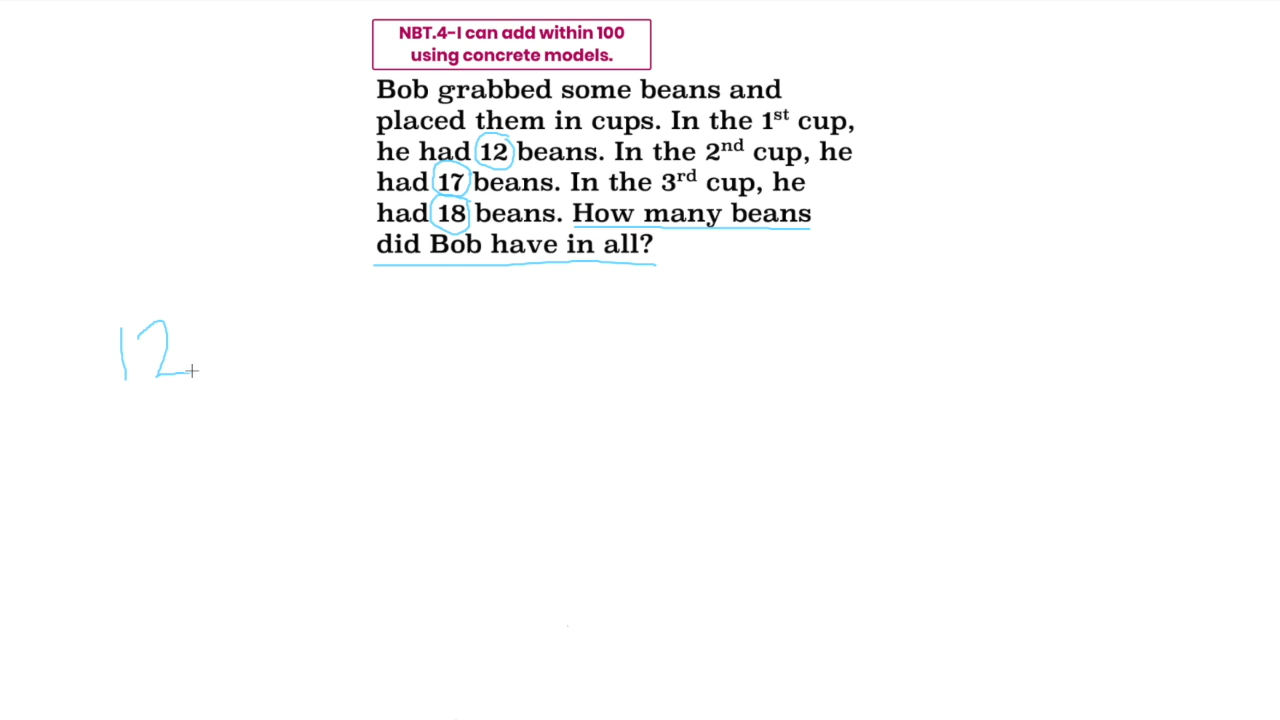 NBT.4-I can add within 100
using concrete models.
Bob grabbed some beans and
placed them in cups. In the 1st cup,
he had 12 beans. In the 2nd cup, he
had 17 beans. In the 3rd cup, he
had 18 beans. How many beans
did Bob have in all?
12